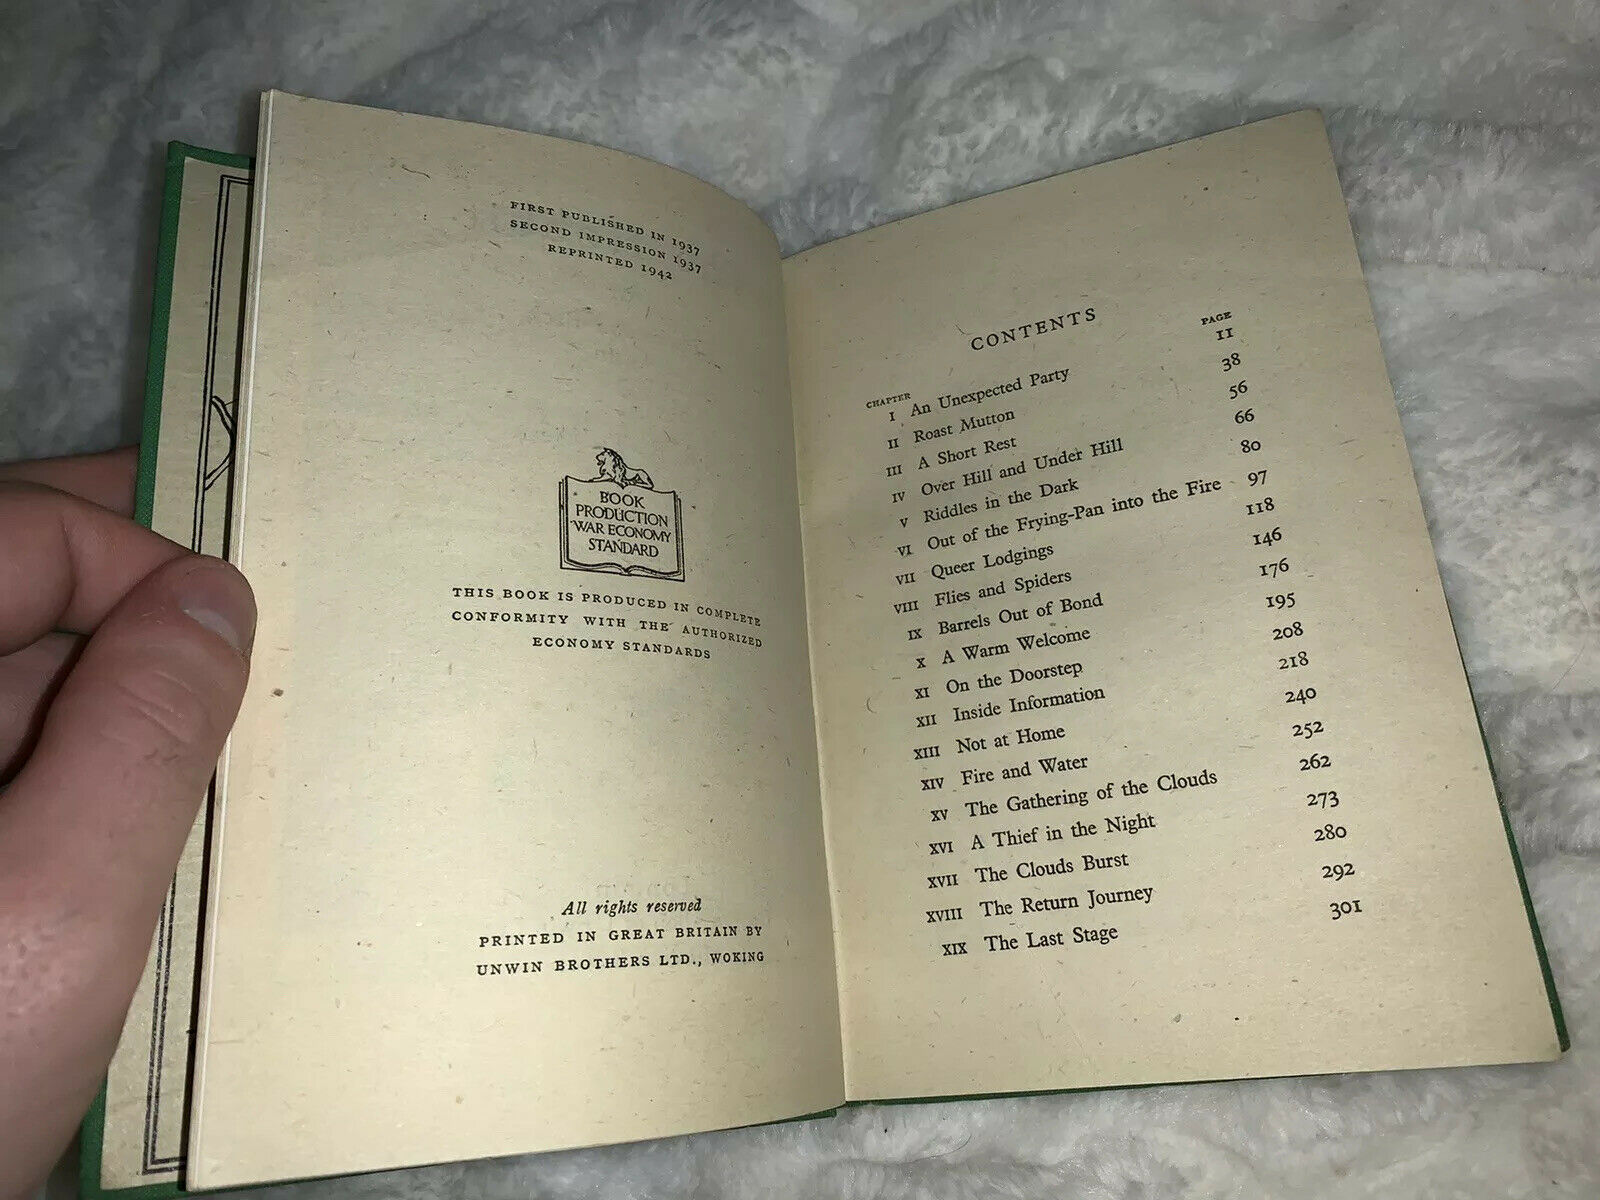 FIRST PUBLISHED IN 1937
SECOND IMPRESSION 1937
REPRINTED 1942
BOOK
PRODUCTION
WAR ECONOMY
STANDARD
THIS BOOK IS PRODUCED IN COMPLETE
CONFORMITY WITH THE AUTHORIZED
ECONOMY STANDARDS
All rights reserved
PRINTED IN GREAT BRITAIN BY
UNWIN BROTHERS LTD., WOKING
CONTENTS
CHAPTER PAGE
I An Unexpected Party 11
II Roast Mutton 38
III A Short Rest 56
IV Over Hill and Under Hill 66
V Riddles in the Dark 80
VI Out of the Frying-Pan into the Fire 97
VII Queer Lodgings 118
VIII Flies and Spiders 146
IX Barrels Out of Bond 176
X A Warm Welcome 195
XI On the Doorstep 208
XII Inside Information 218
XIII Not at Home 240
XIV Fire and Water 252
XV The Gathering of the Clouds 262
XVI A Thief in the Night 273
XVII The Clouds Burst 280
XVIII The Return Journey 292
XIX The Last Stage 301